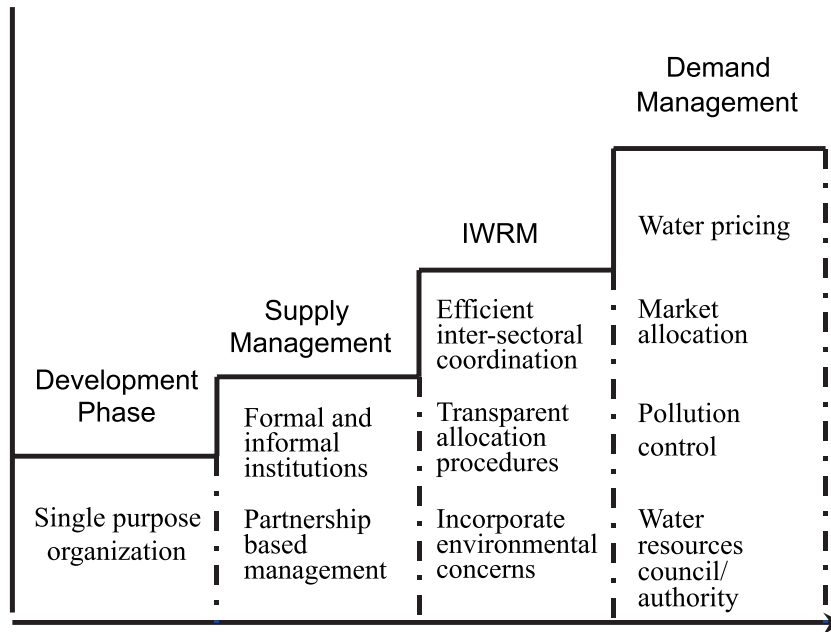 Development
Phase
Single purpose
organization
Supply
Management
Formal and
informal
institutions
Partnership
based
management
IWRM
Efficient
inter-sectoral
coordination
Transparent
allocation
procedures
Incorporate
environmental
concerns
Demand
Management
Water pricing
Market
allocation
Pollution
control
Water
resources
council/
authority